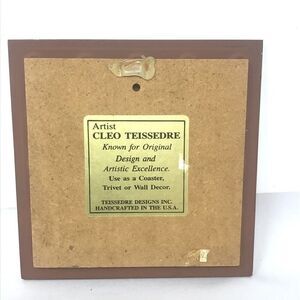 Artist
CLEO TEISSEDRE
Known for Original
Design and
Artistic Excellence.
Use as a Coaster,
Trivet or Wall Decor.
TEISSEDRE DESIGNS INC.
HANDCRAFTED IN THE U.S.A.